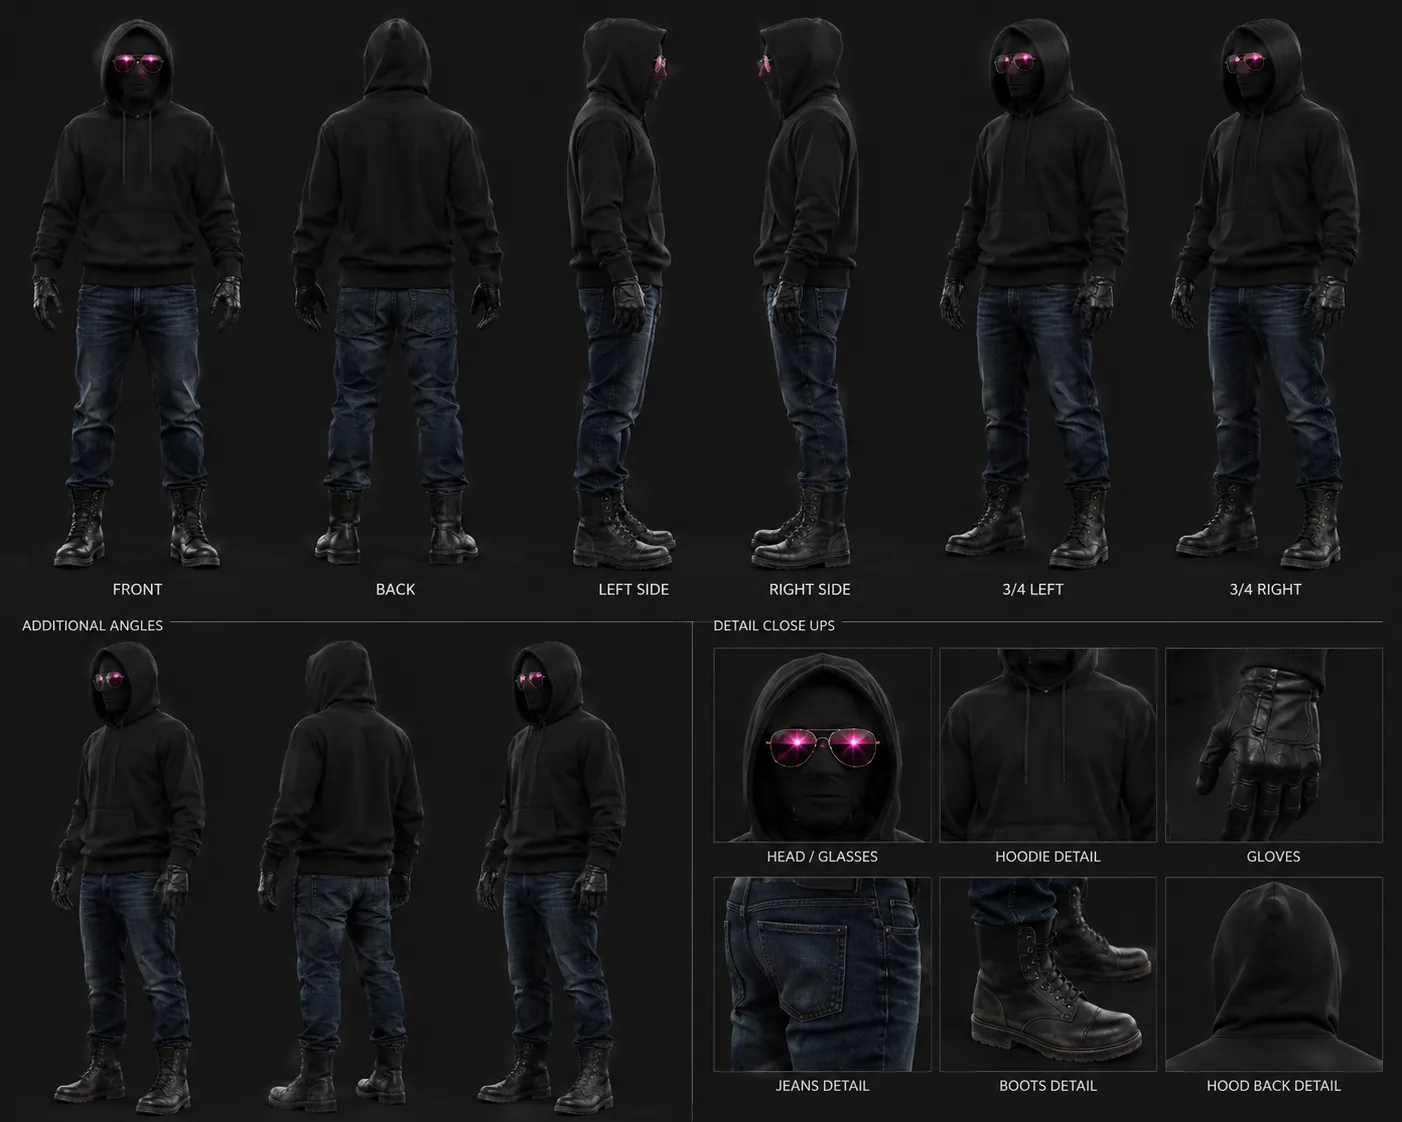 FRONT
BACK
LEFT SIDE
RIGHT SIDE
3/4 LEFT
3/4 RIGHT
ADDITIONAL ANGLES
DETAIL CLOSE UPS
HEAD / GLASSES
HOODIE DETAIL
GLOVES
JEANS DETAIL
BOOTS DETAIL
HOOD BACK DETAIL